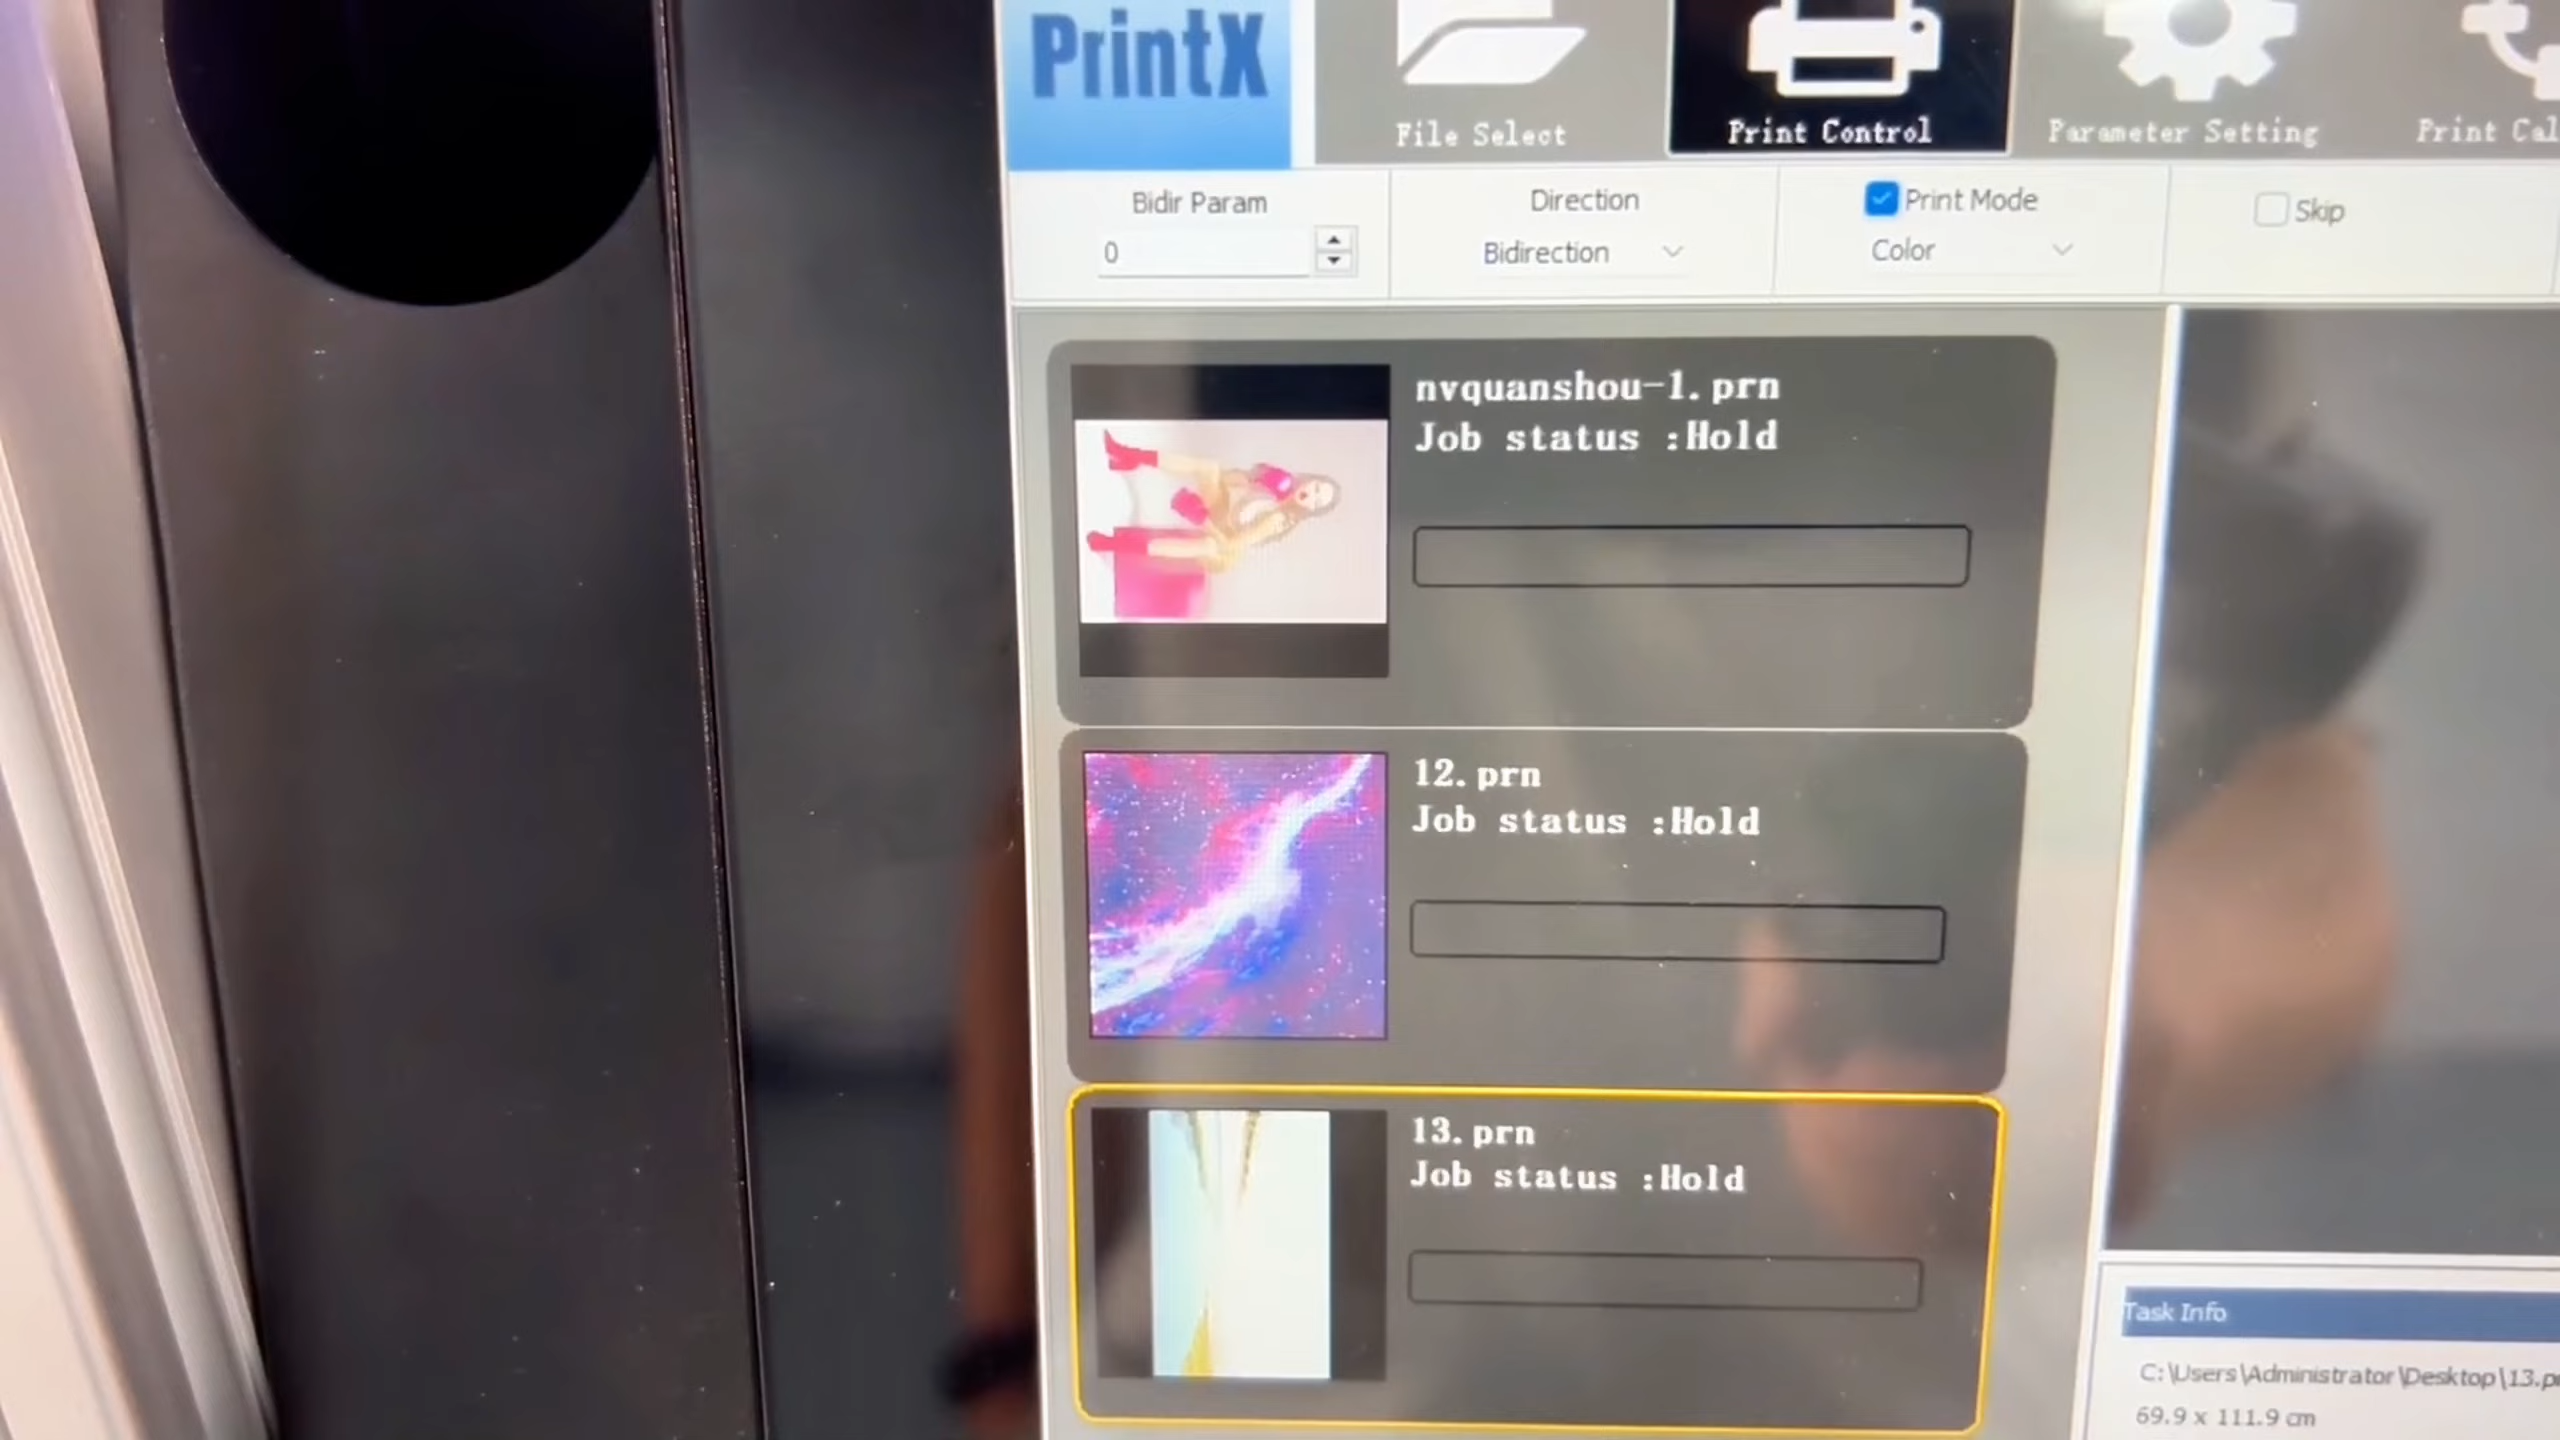 PrintX
File Select
Print Control
Parameter Setting
Print Cal
Bidir Param
0
Direction
Bidirection
Print Mode
Color
Skip
nvquanshou-1.prn
Job status :Hold
12.prn
Job status :Hold
13.prn
Job status :Hold
Task Info
C:\Users\Administrator\Desktop\13.p
69.9 x 111.9 cm